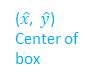 (x̂, ŷ)
Center of
box